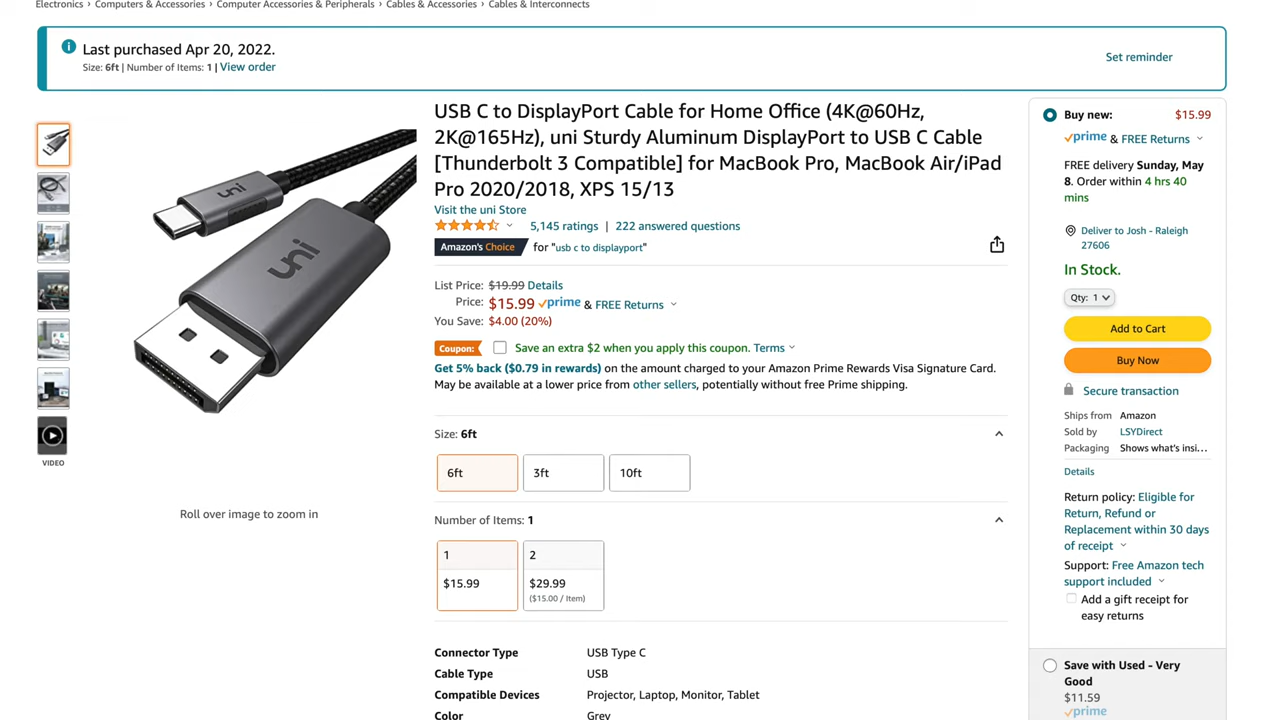 Electronics › Computers & Accessories › Computer Accessories & Peripherals › Cables & Accessories › Cables & Interconnects
Last purchased Apr 20, 2022.
Size: 6ft | Number of Items: 1 | View order
Set reminder
uni
uni
VIDEO
Roll over image to zoom in
USB C to DisplayPort Cable for Home Office (4K@60Hz,
2K@165Hz), uni Sturdy Aluminum DisplayPort to USB C Cable
[Thunderbolt 3 Compatible] for MacBook Pro, MacBook Air/iPad
Pro 2020/2018, XPS 15/13
Visit the uni Store
5,145 ratings | 222 answered questions
Amazon's Choice for "usb c to displayport"
List Price: $19.99 Details
Price: $15.99 prime & FREE Returns
You Save: $4.00 (20%)
Coupon: Save an extra $2 when you apply this coupon. Terms
Get 5% back ($0.79 in rewards) on the amount charged to your Amazon Prime Rewards Visa Signature Card.
May be available at a lower price from other sellers, potentially without free Prime shipping.
Size: 6ft
6ft 3ft 10ft
Number of Items: 1
1 2
$15.99 $29.99
($15.00 / Item)
Connector Type USB Type C
Cable Type USB
Compatible Devices Projector, Laptop, Monitor, Tablet
Color Grey
Buy new: $15.99
prime & FREE Returns
FREE delivery Sunday, May
8. Order within 4 hrs 40
mins
Deliver to Josh - Raleigh
27606
In Stock.
Qty: 1
Add to Cart
Buy Now
Secure transaction
Ships from Amazon
Sold by LSYDirect
Packaging Shows what's insi...
Details
Return policy: Eligible for
Return, Refund or
Replacement within 30 days
of receipt
Support: Free Amazon tech
support included
Add a gift receipt for
easy returns
Save with Used - Very
Good
$11.59
prime